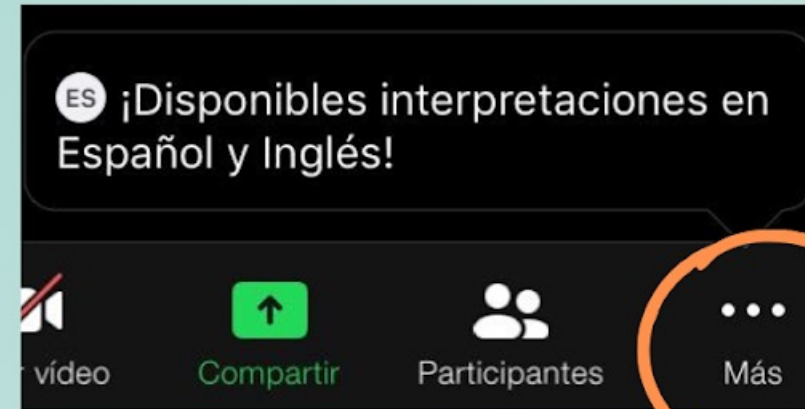 ES ¡Disponibles interpretaciones en
Español y Inglés!
vídeo Compartir Participantes Más